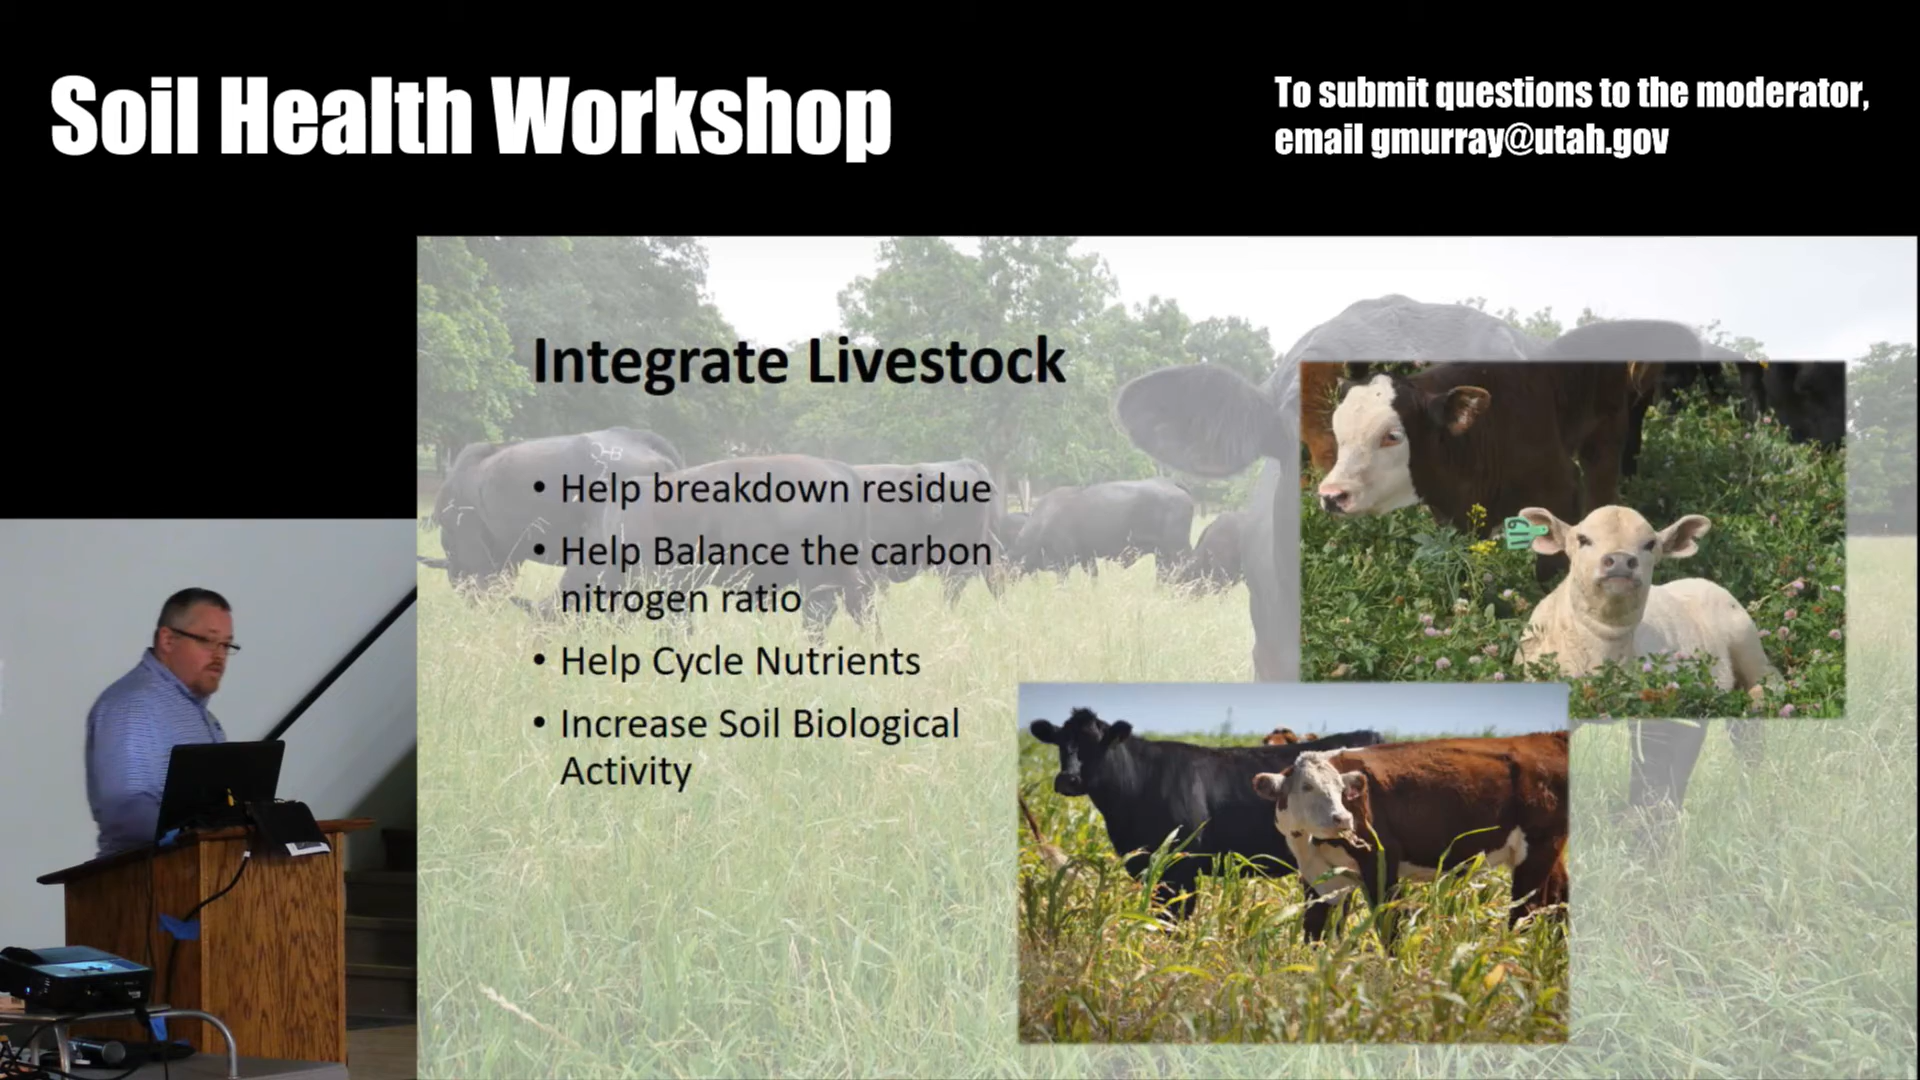 Soil Health Workshop
To submit questions to the moderator,
email gmurray@utah.gov
Integrate Livestock
• Help breakdown residue
• Help Balance the carbon
nitrogen ratio
• Help Cycle Nutrients
• Increase Soil Biological
Activity